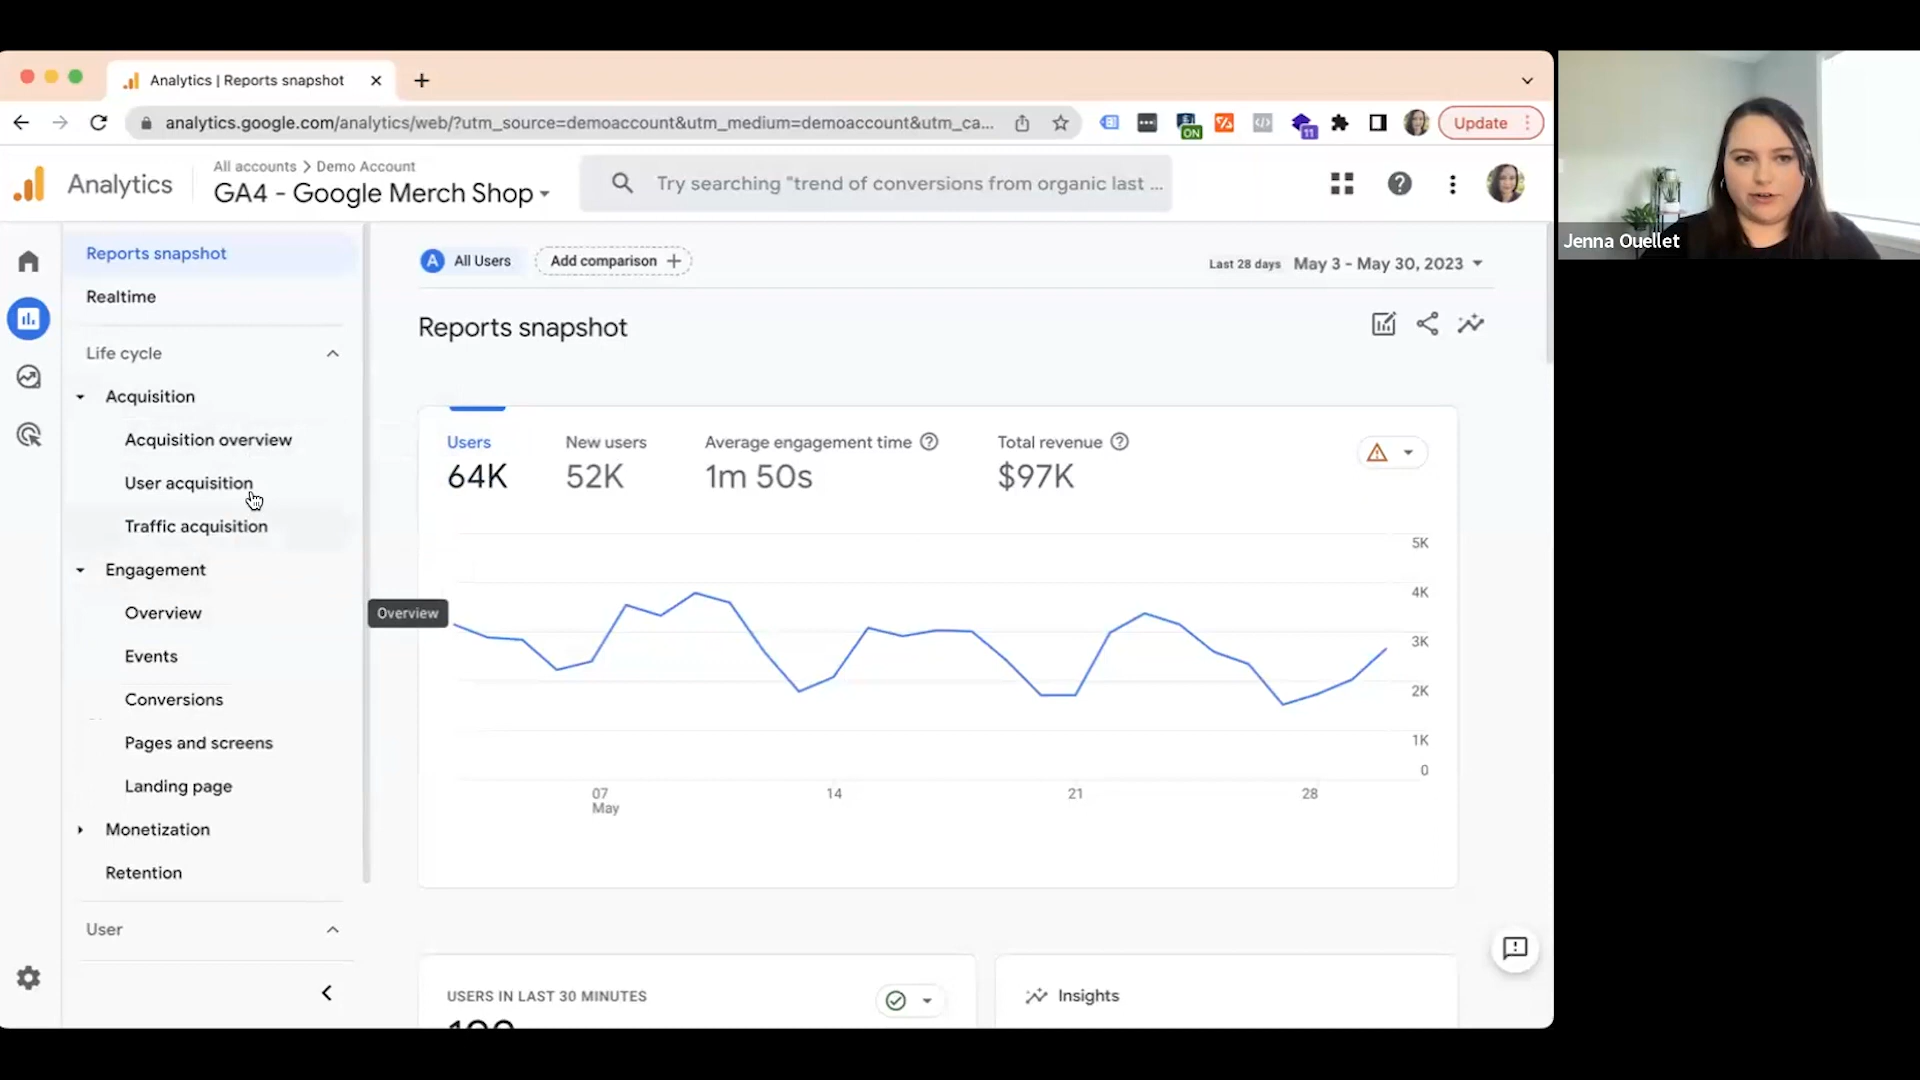 Analytics | Reports snapshot
analytics.google.com/analytics/web/?utm_source=demoaccount&utm_medium=demoaccount&utm_ca...
ON
11
Update
Analytics
All accounts > Demo Account
GA4 - Google Merch Shop
Try searching "trend of conversions from organic last ...
Jenna Ouellet
Reports snapshot
Realtime
Life cycle
Acquisition
Acquisition overview
User acquisition
Traffic acquisition
Engagement
Overview
Events
Conversions
Pages and screens
Landing page
Monetization
Retention
User
Overview
A All Users
Add comparison +
Last 28 days May 3 - May 30, 2023
Reports snapshot
Users
64K
New users
52K
Average engagement time
1m 50s
Total revenue
$97K
5K
4K
3K
2K
1K
0
07
May
14
21
28
USERS IN LAST 30 MINUTES
Insights